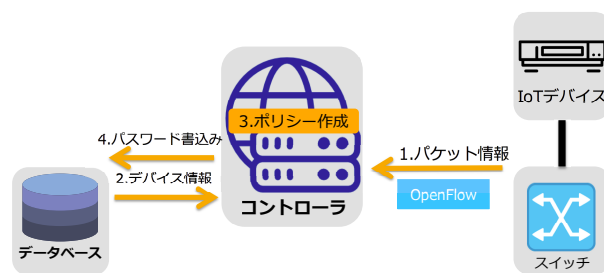 IoTデバイス
3.ポリシー作成
4.パスワード書込み
1.パケット情報
2.デバイス情報
OpenFlow
コントローラ
データベース
スイッチ